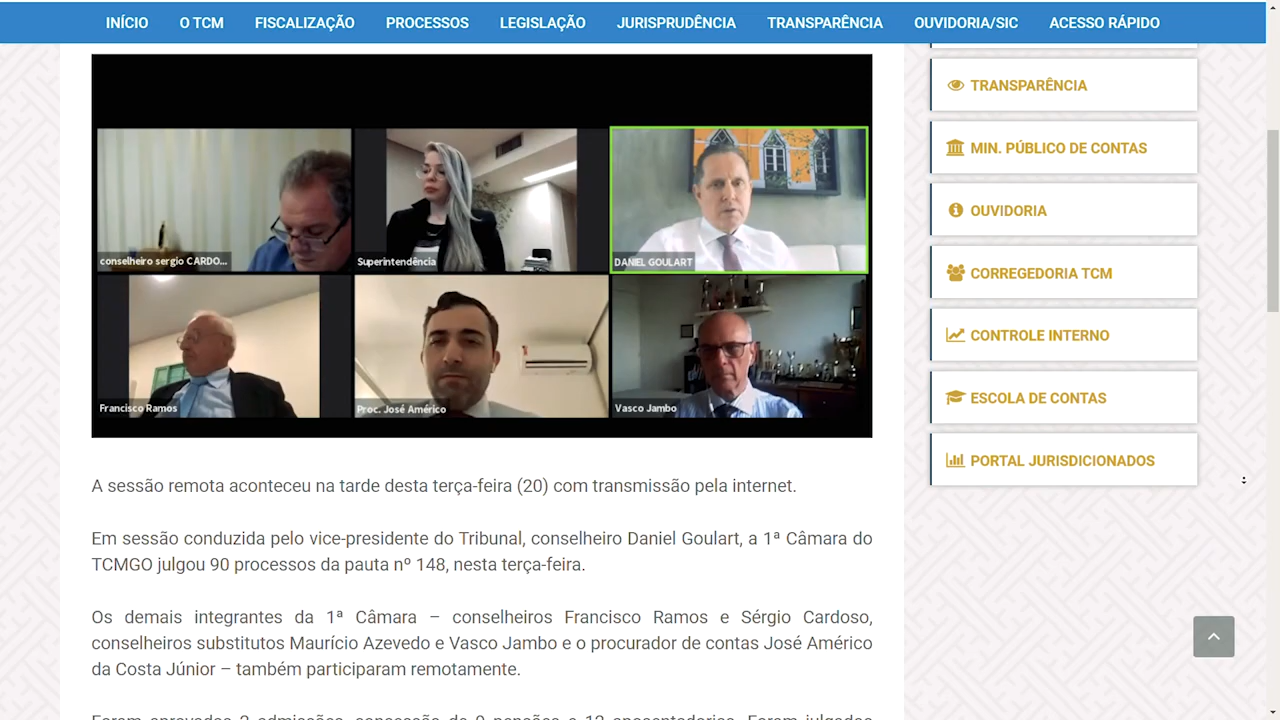 INÍCIO O TCM FISCALIZAÇÃO PROCESSOS LEGISLAÇÃO JURISPRUDÊNCIA TRANSPARÊNCIA OUVIDORIA/SIC ACESSO RÁPIDO
conselheiro sergio CARDO...
Superintendência
DANIEL GOULART
Francisco Ramos
Proc. José Américo
Vasco Jambo
A sessão remota aconteceu na tarde desta terça-feira (20) com transmissão pela internet.
Em sessão conduzida pelo vice-presidente do Tribunal, conselheiro Daniel Goulart, a 1ª Câmara do
TCMGO julgou 90 processos da pauta nº 148, nesta terça-feira.
Os demais integrantes da 1ª Câmara – conselheiros Francisco Ramos e Sérgio Cardoso,
conselheiros substitutos Maurício Azevedo e Vasco Jambo e o procurador de contas José Américo
da Costa Júnior – também participaram remotamente.
TRANSPARÊNCIA
MIN. PÚBLICO DE CONTAS
OUVIDORIA
CORREGEDORIA TCM
CONTROLE INTERNO
ESCOLA DE CONTAS
PORTAL JURISDICIONADOS